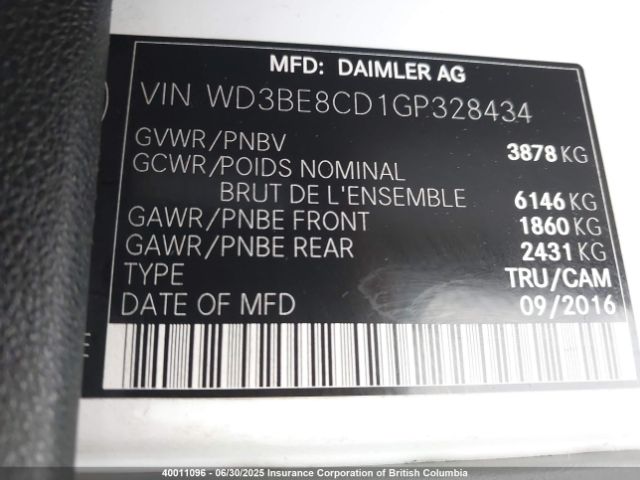 MFD: DAIMLER AG
VIN WD3BE8CD1GP328434
GVWR/PNBV 3878 KG
GCWR/POIDS NOMINAL
BRUT DE L'ENSEMBLE 6146 KG
GAWR/PNBE FRONT 1860 KG
GAWR/PNBE REAR 2431 KG
TYPE TRU/CAM
DATE OF MFD 09/2016
40011096 - 06/30/2025 Insurance Corporation of British Columbia